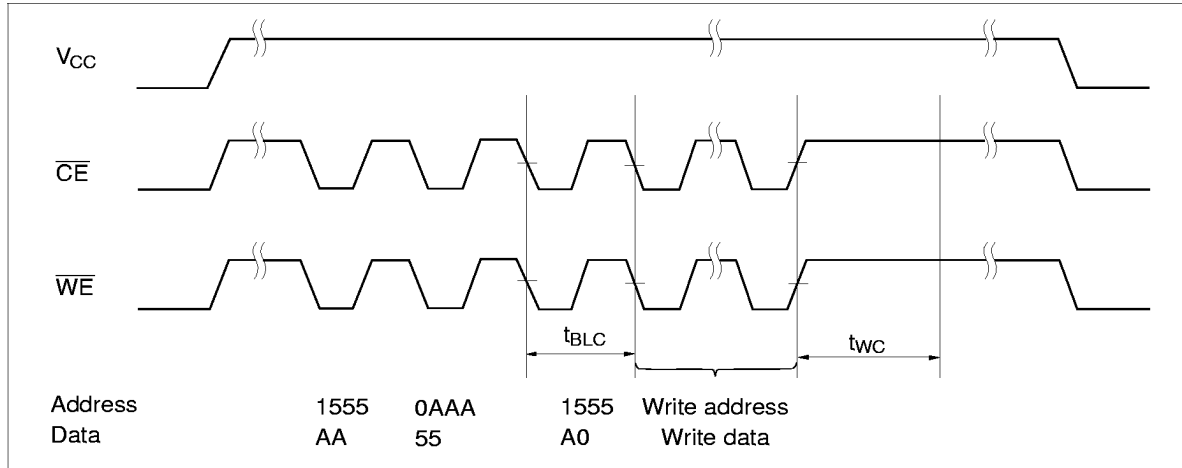 VCC
CE
WE
tBLC
tWC
Address 1555 0AAA 1555 Write address
Data AA 55 A0 Write data